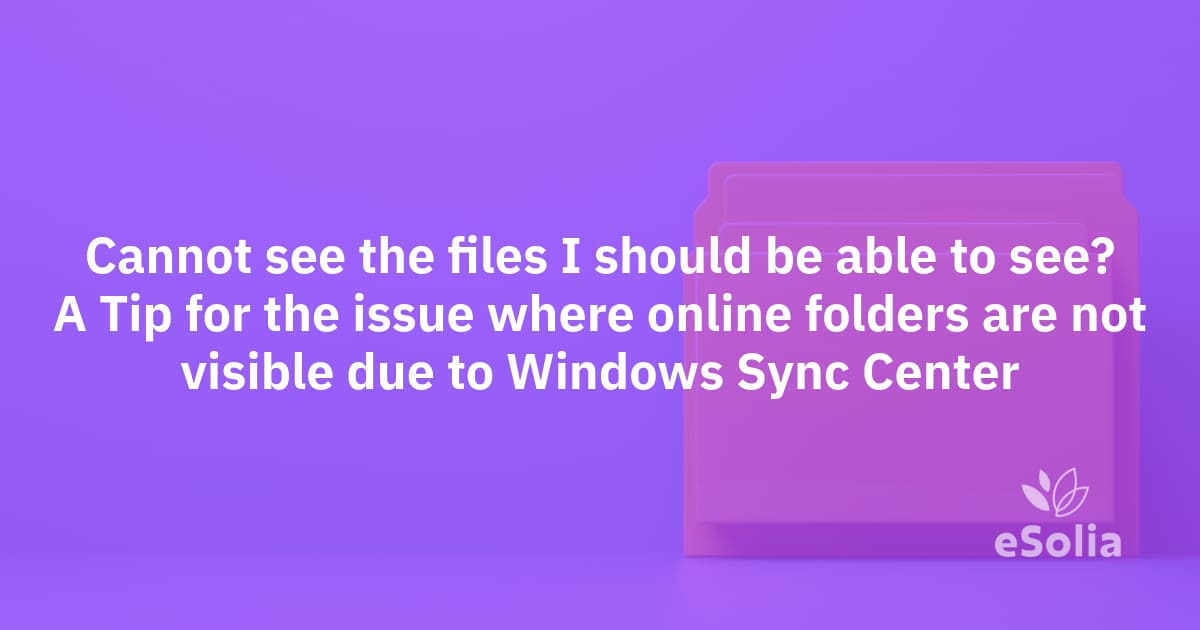 Cannot see the files I should be able to see?
A Tip for the issue where online folders are not
visible due to Windows Sync Center
eSolia